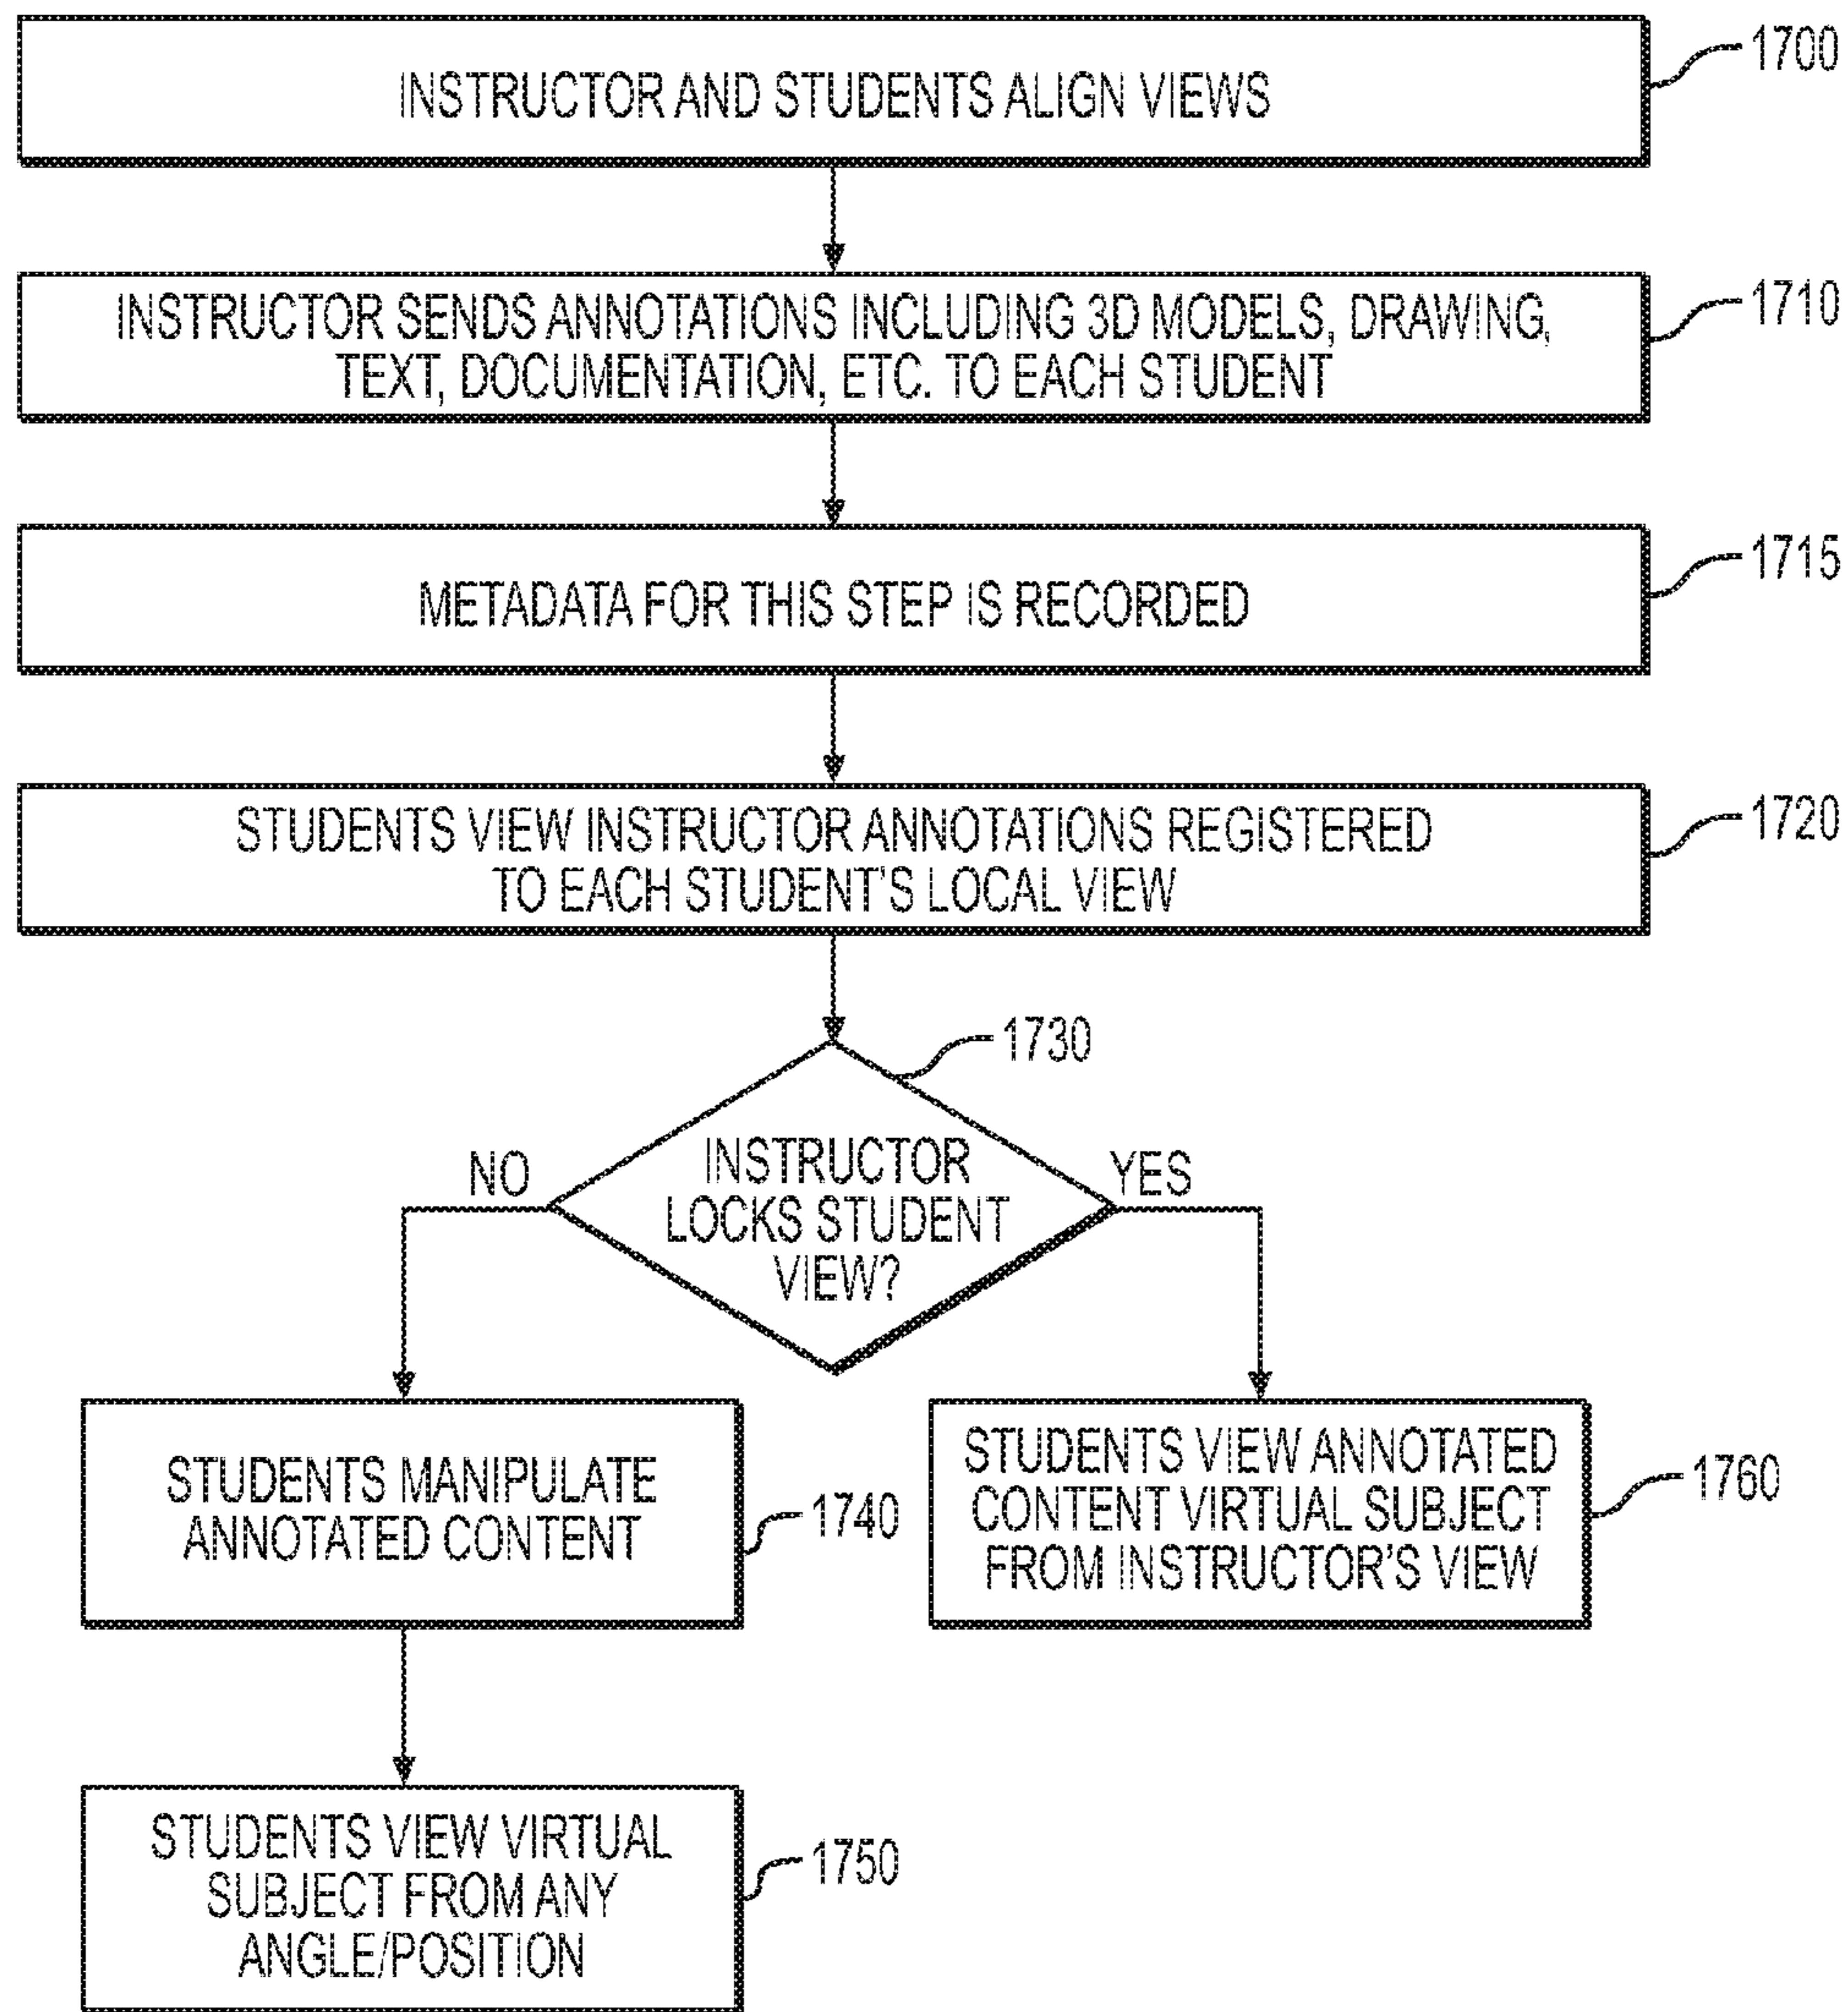 INSTRUCTOR AND STUDENTS ALIGN VIEWS
1700
INSTRUCTOR SENDS ANNOTATIONS INCLUDING 3D MODELS, DRAWING,
TEXT, DOCUMENTATION, ETC. TO EACH STUDENT
1710
METADATA FOR THIS STEP IS RECORDED
1715
STUDENTS VIEW INSTRUCTOR ANNOTATIONS REGISTERED
TO EACH STUDENT'S LOCAL VIEW
1720
1730
INSTRUCTOR
LOCKS STUDENT
VIEW?
NO
YES
STUDENTS MANIPULATE
ANNOTATED CONTENT
1740
STUDENTS VIEW ANNOTATED
CONTENT VIRTUAL SUBJECT
FROM INSTRUCTOR'S VIEW
1760
STUDENTS VIEW VIRTUAL
SUBJECT FROM ANY
ANGLE/POSITION
1750